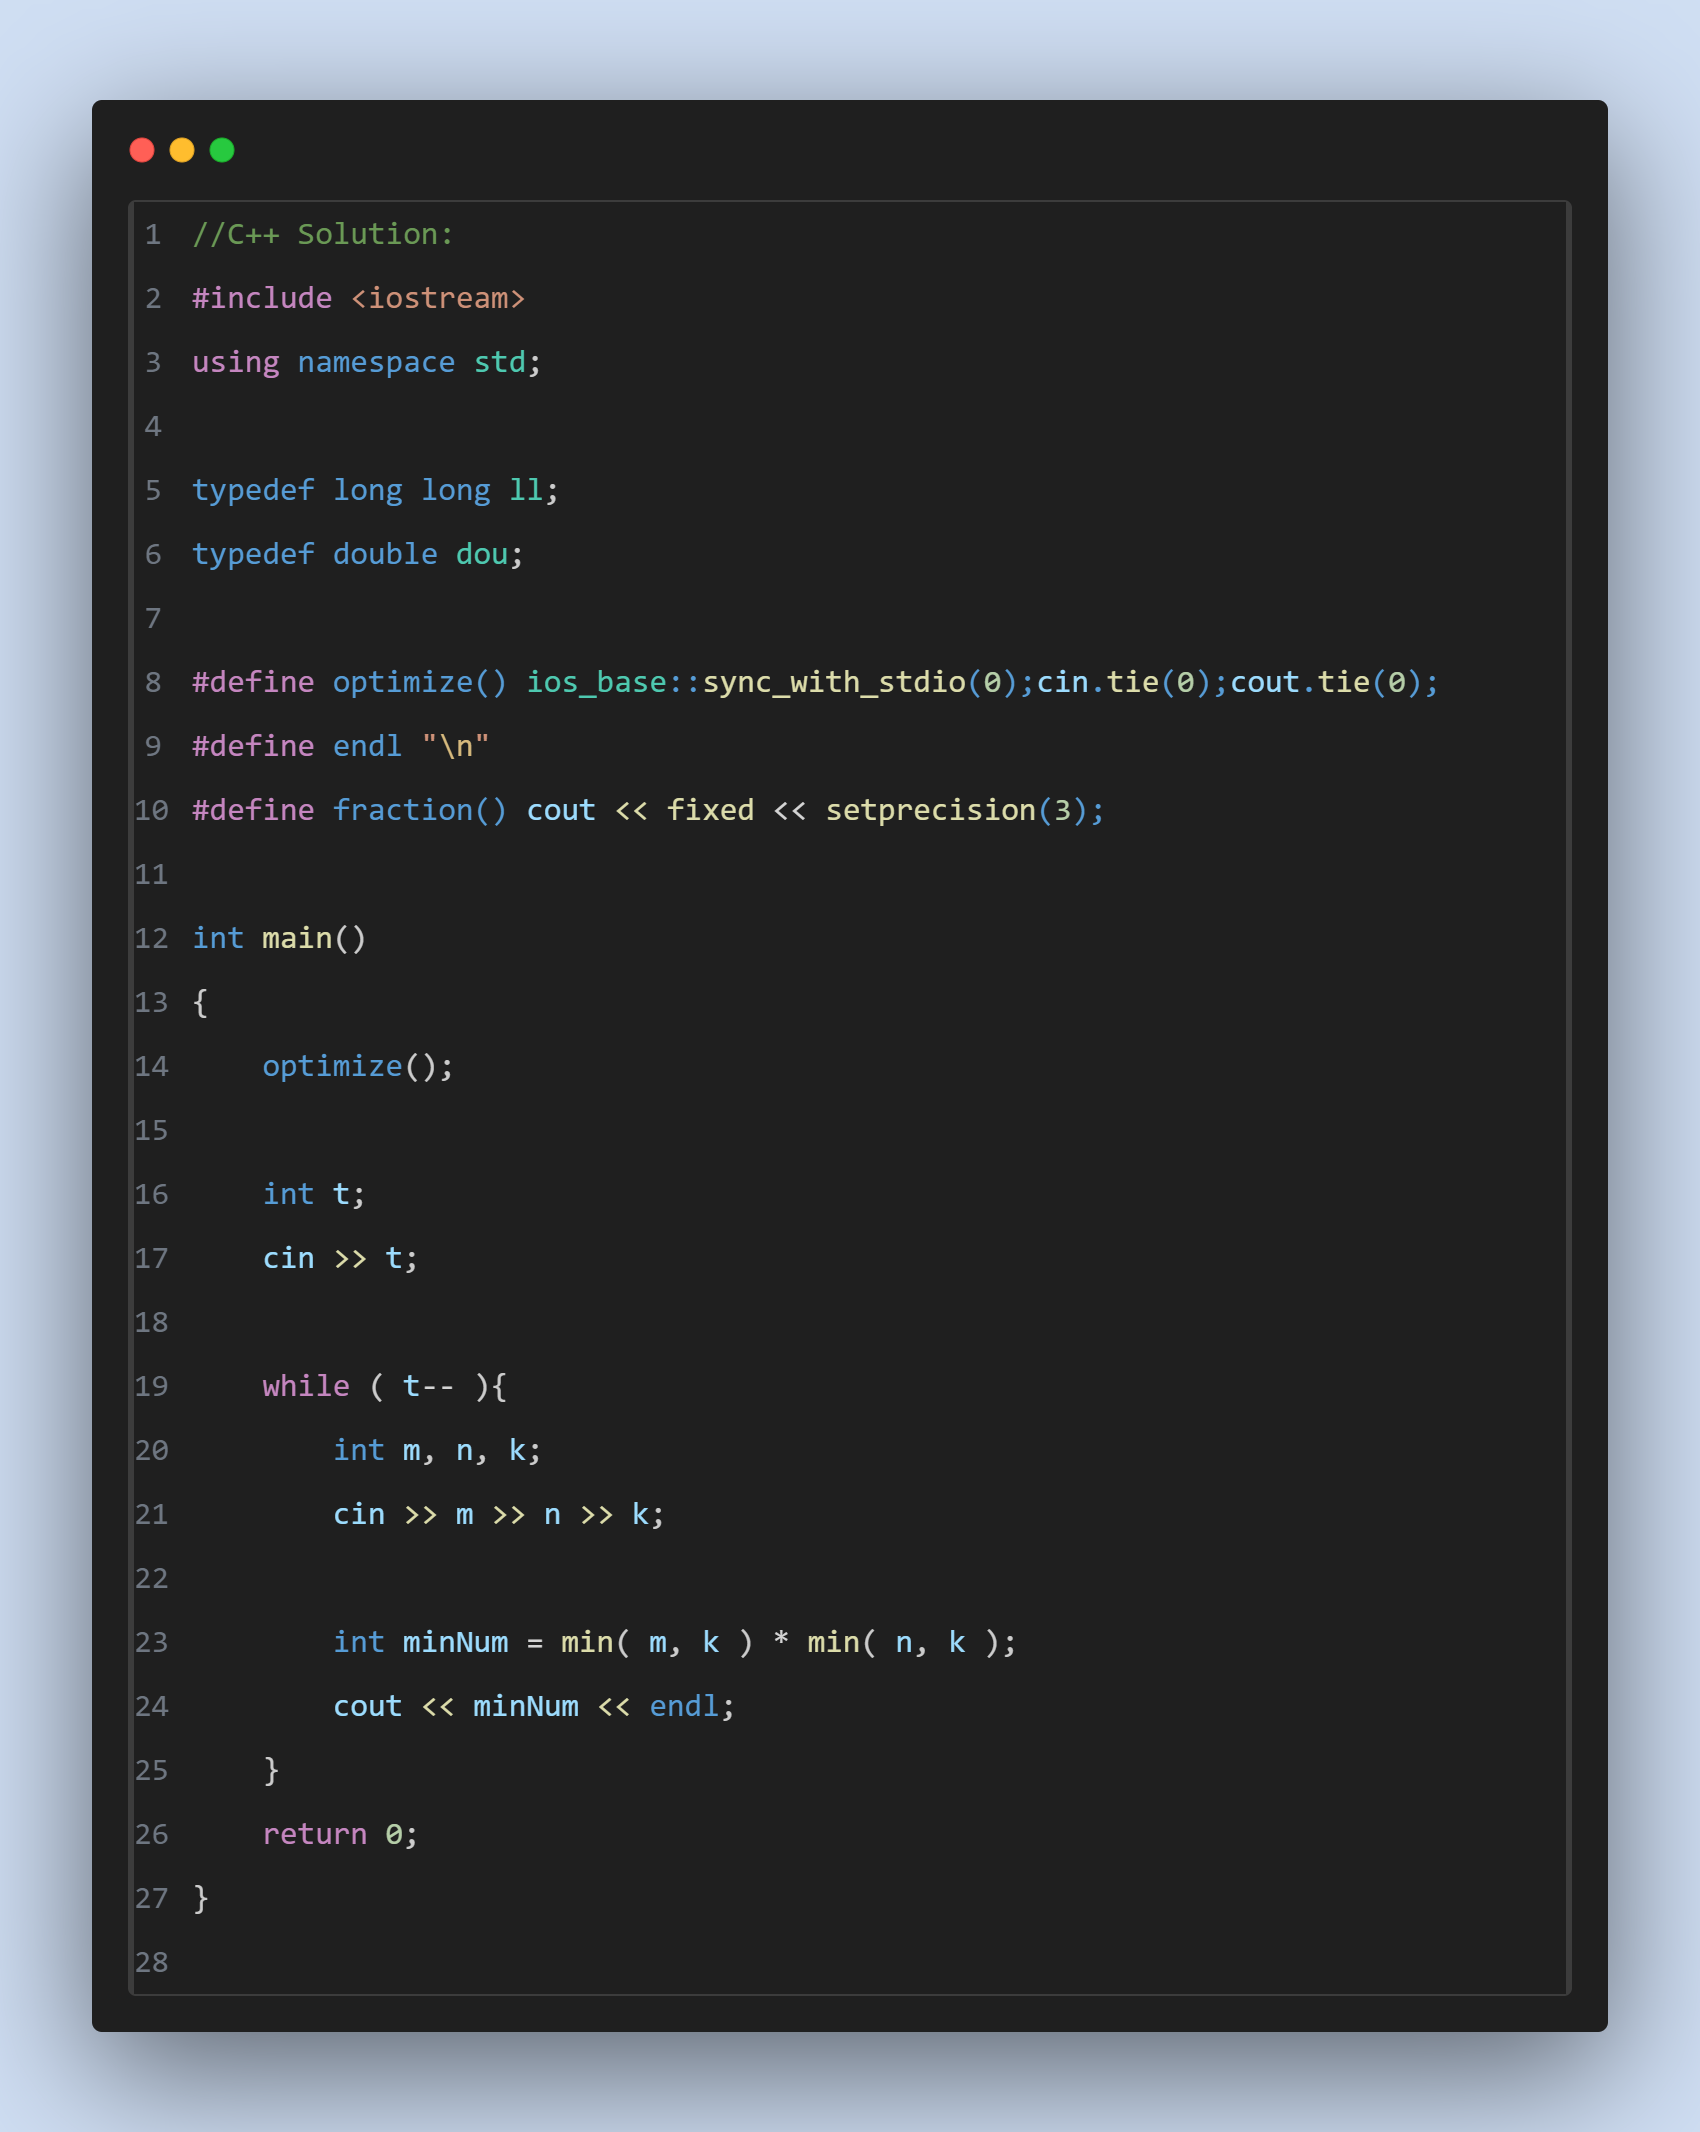 1 //C++ Solution:
2 #include <iostream>
3 using namespace std;
4
5 typedef long long ll;
6 typedef double dou;
7
8 #define optimize() ios_base::sync_with_stdio(0);cin.tie(0);cout.tie(0);
9 #define endl "\n"
10 #define fraction() cout << fixed << setprecision(3);
11
12 int main()
13 {
14     optimize();
15
16     int t;
17     cin >> t;
18
19     while ( t-- ){
20         int m, n, k;
21         cin >> m >> n >> k;
22
23         int minNum = min( m, k ) * min( n, k );
24         cout << minNum << endl;
25     }
26     return 0;
27 }
28